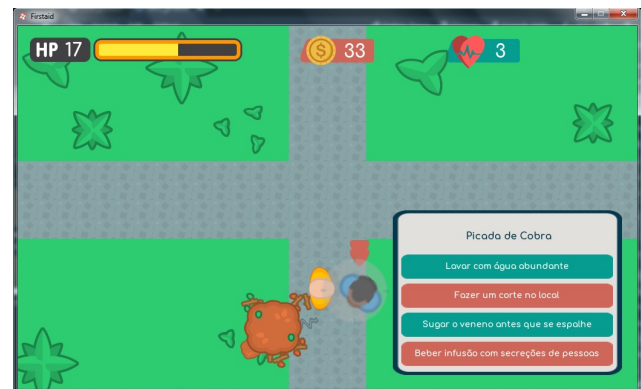 Firstaid
HP 17
33
3
Picada de Cobra
Lavar com água abundante
Fazer um corte no local
Sugar o veneno antes que se espalhe
Beber infusão com secreções de pessoas